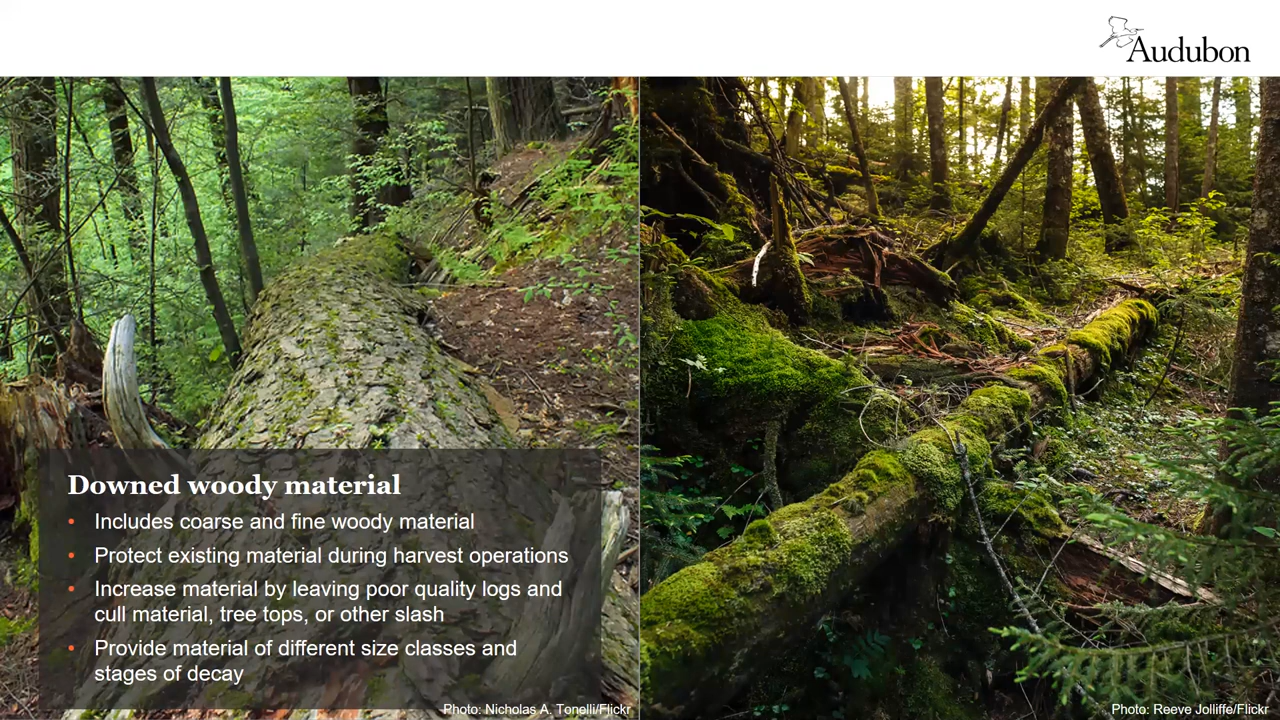 Audubon
Downed woody material
• Includes coarse and fine woody material
• Protect existing material during harvest operations
• Increase material by leaving poor quality logs and
cull material, tree tops, or other slash
• Provide material of different size classes and
stages of decay
Photo: Nicholas A. Tonelli/Flickr
Photo: Reeve Jolliffe/Flickr